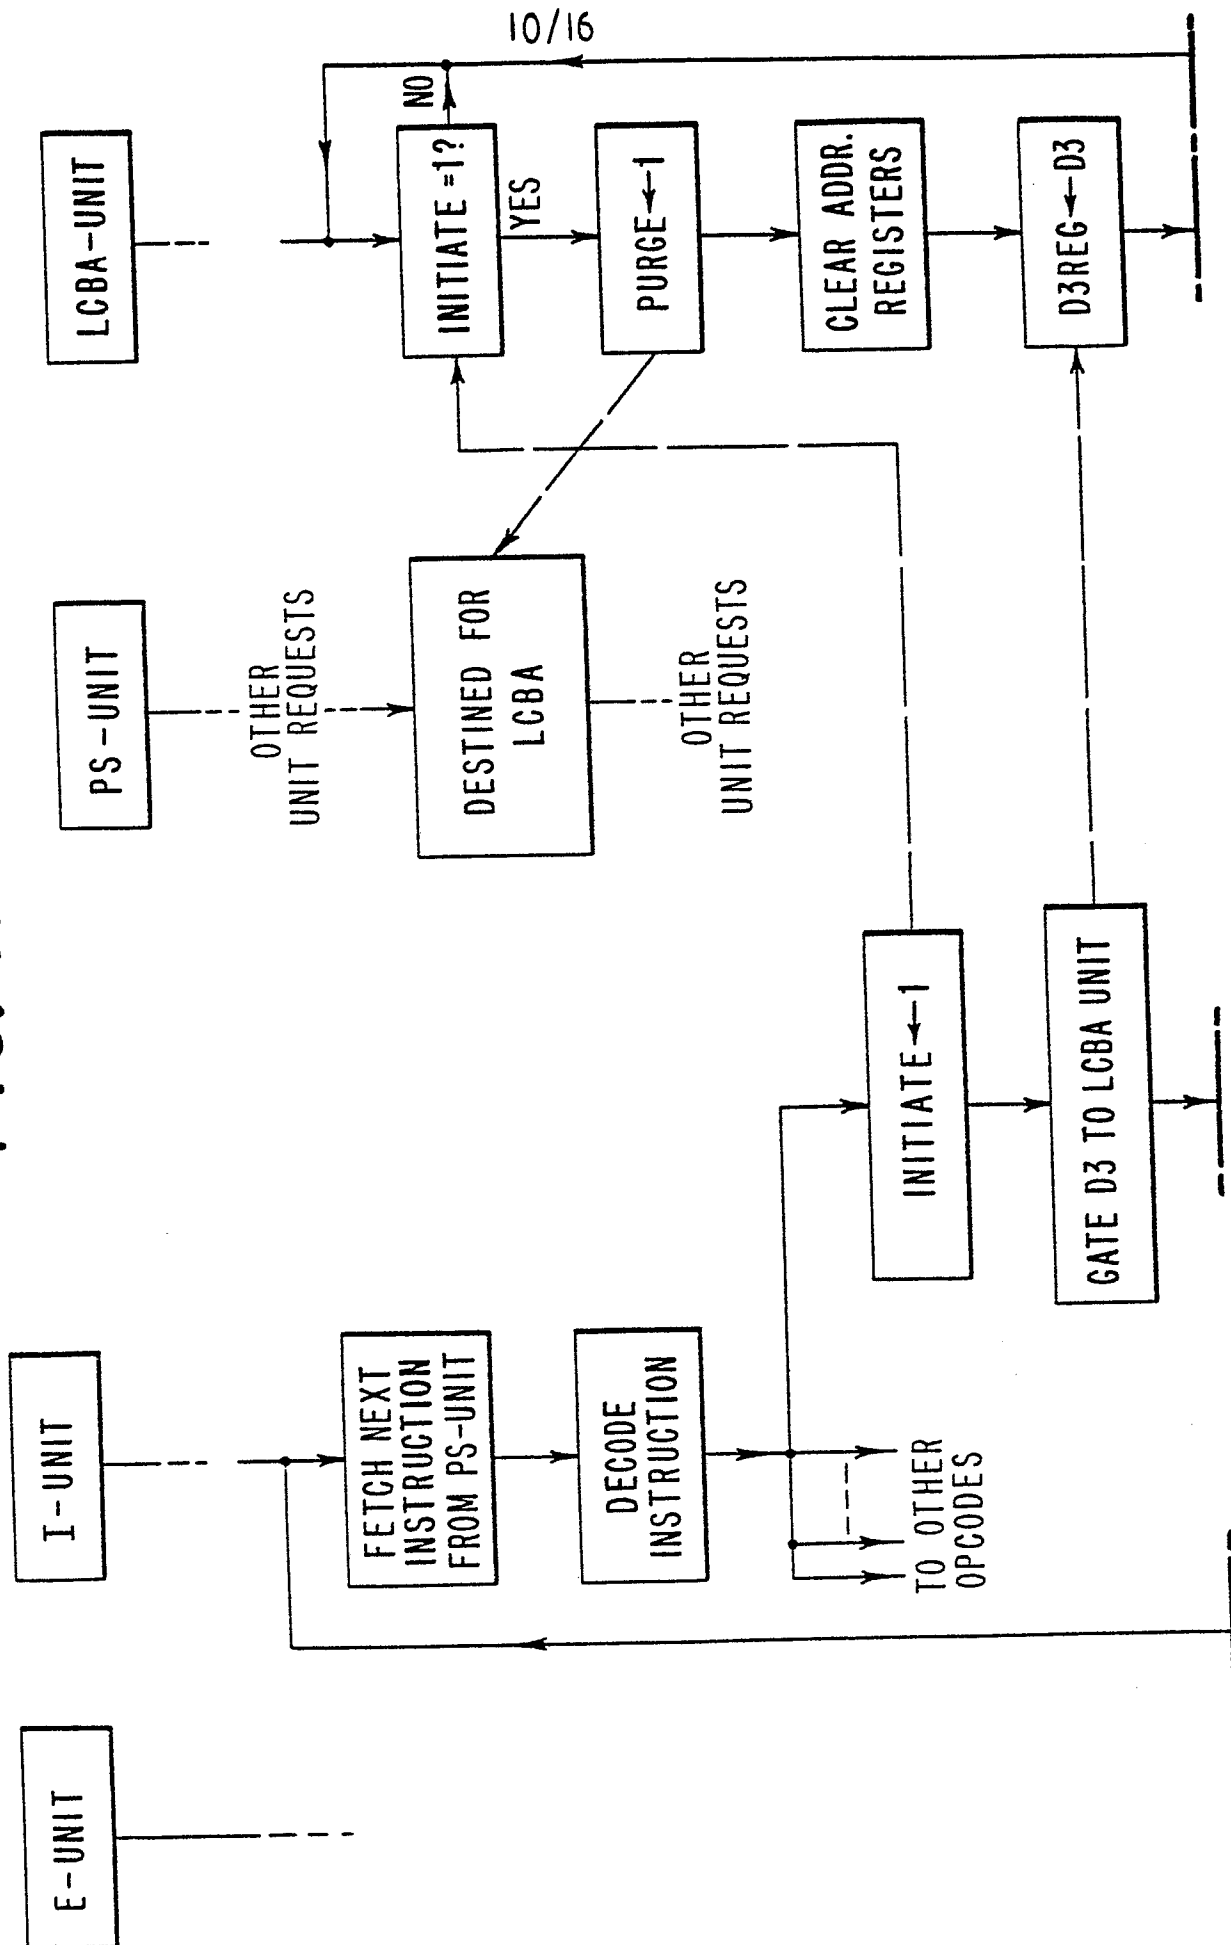 10/16
E-UNIT
I-UNIT
PS-UNIT
LCBA-UNIT
FETCH NEXT
INSTRUCTION
FROM PS-UNIT
DECODE
INSTRUCTION
TO OTHER
OPCODES
INITIATE←1
GATE D3 TO LCBA UNIT
OTHER
UNIT REQUESTS
DESTINED FOR
LCBA
OTHER
UNIT REQUESTS
INITIATE =1?
NO
YES
PURGE←1
CLEAR ADDR.
REGISTERS
D3REG←D3